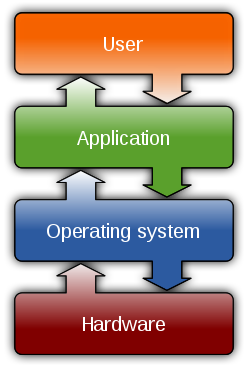 User
Application
Operating system
Hardware